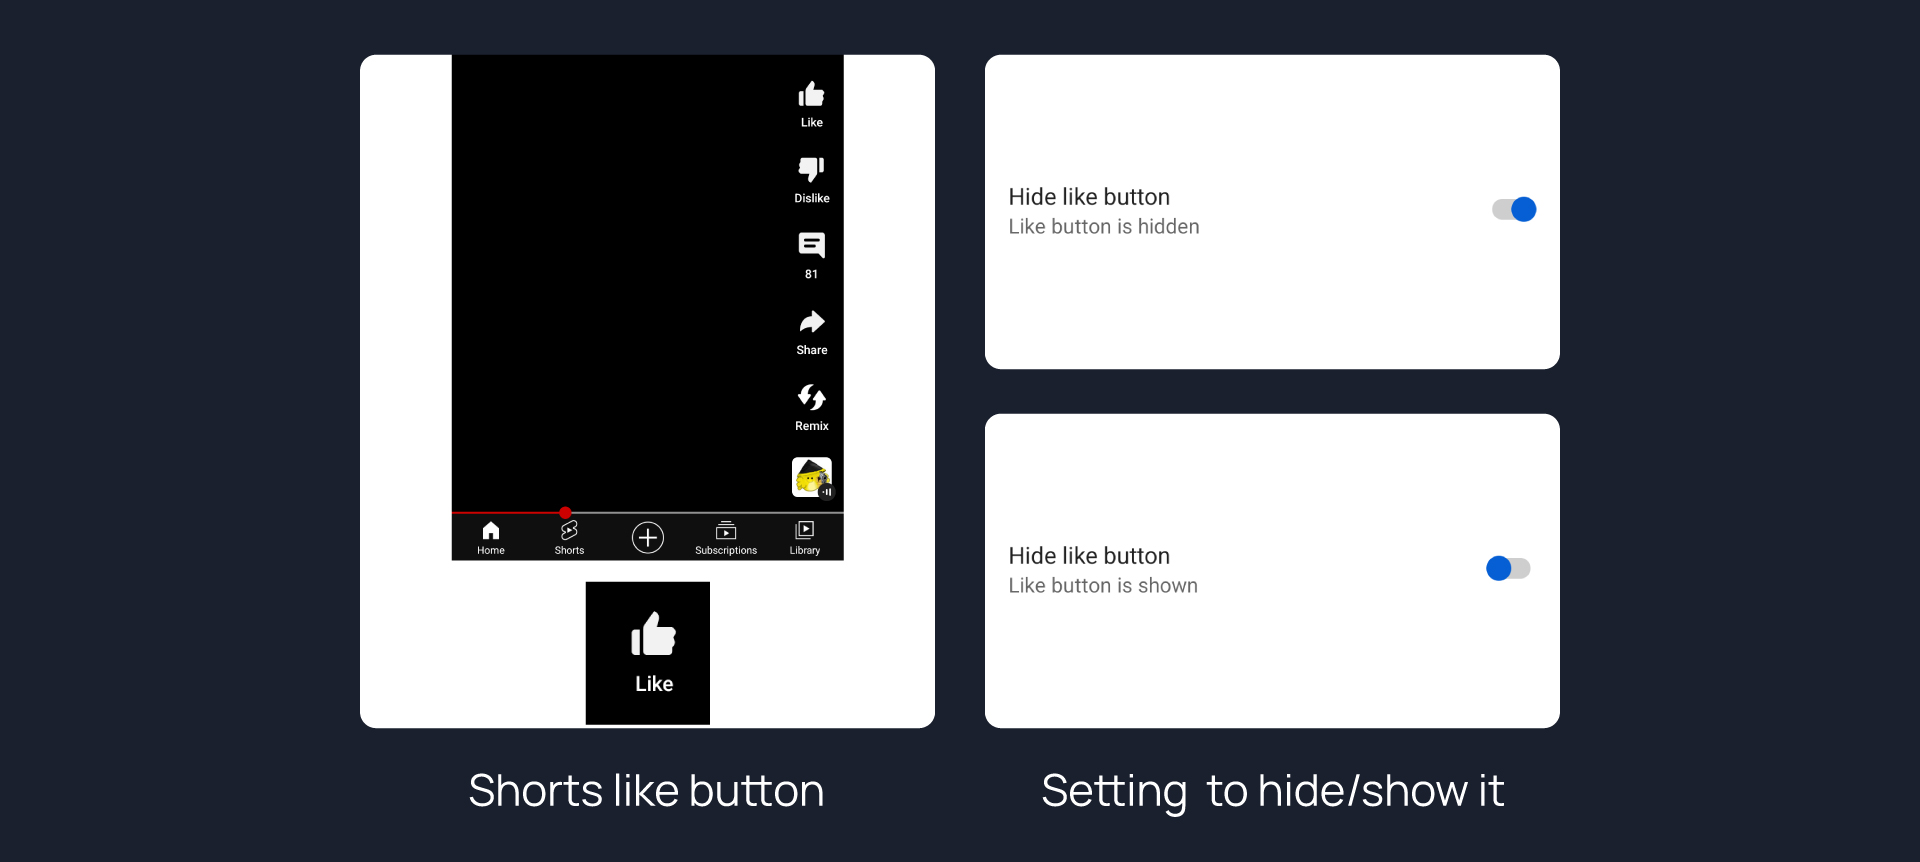 Like
Dislike
81
Share
Remix
Home
Shorts
Subscriptions
Library
Like
Shorts like button
Hide like button
Like button is hidden
Hide like button
Like button is shown
Setting to hide/show it